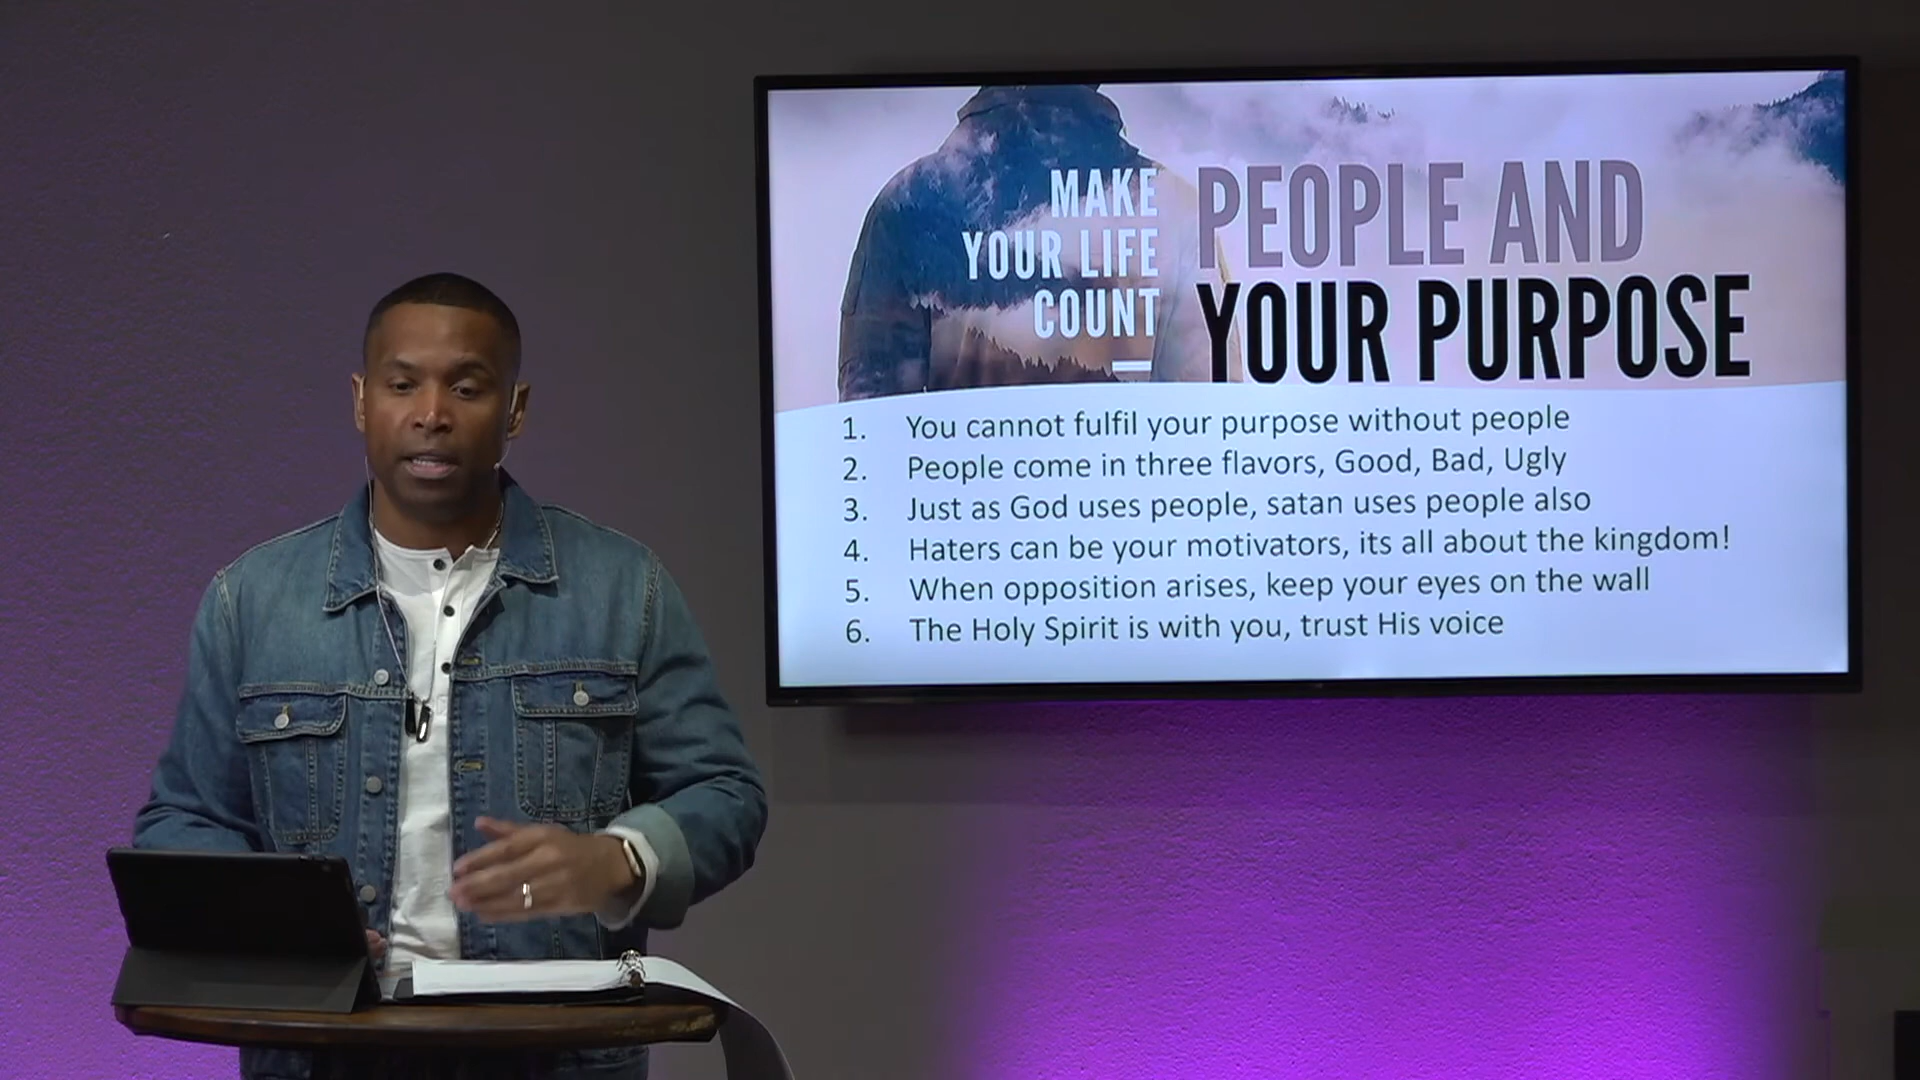 MAKE
YOUR LIFE
COUNT
PEOPLE AND
YOUR PURPOSE
1. You cannot fulfil your purpose without people
2. People come in three flavors, Good, Bad, Ugly
3. Just as God uses people, satan uses people also
4. Haters can be your motivators, its all about the kingdom!
5. When opposition arises, keep your eyes on the wall
6. The Holy Spirit is with you, trust His voice